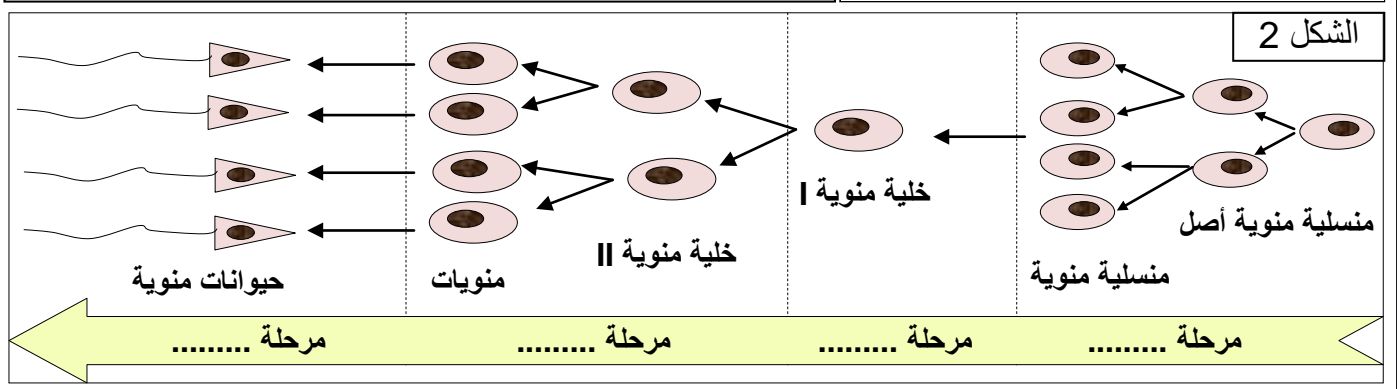 الشكل 2
منسلية منوية أصل
منسلية منوية
خلية منوية I
خلية منوية II
منويات
حيوانات منوية
مرحلة .........
مرحلة .........
مرحلة .........
مرحلة .........